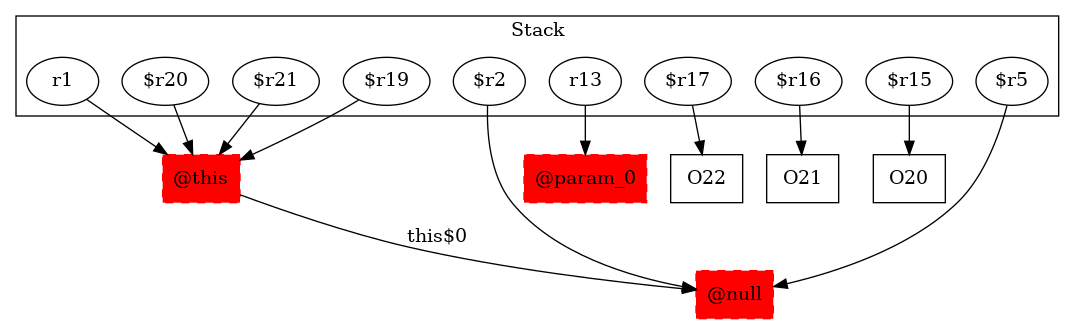 Stack
r1 $r20 $r21 $r19 $r2 r13 $r17 $r16 $r15 $r5
@this @param_0 O22 O21 O20
this$0
@null